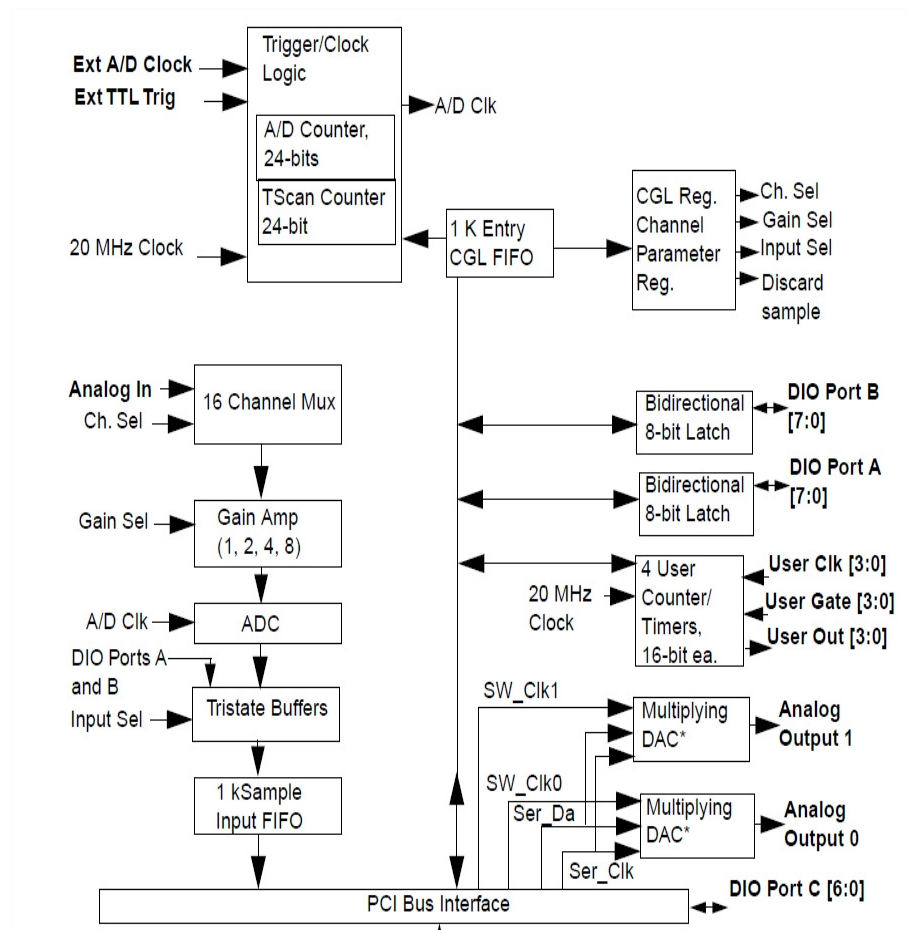 Trigger/Clock
Logic
Ext A/D Clock
Ext TTL Trig
A/D Clk
A/D Counter,
24-bits
TScan Counter
24-bit
20 MHz Clock
1 K Entry
CGL FIFO
CGL Reg.
Channel
Parameter
Reg.
Ch. Sel
Gain Sel
Input Sel
Discard
sample
Analog In
Ch. Sel
16 Channel Mux
Bidirectional
8-bit Latch
DIO Port B
[7:0]
Bidirectional
8-bit Latch
DIO Port A
[7:0]
Gain Sel
Gain Amp
(1, 2, 4, 8)
4 User
Counter/
Timers,
16-bit ea.
20 MHz
Clock
User Clk [3:0]
User Gate [3:0]
User Out [3:0]
A/D Clk
ADC
DIO Ports A
and B
Input Sel
Tristate Buffers
SW_Clk1
Multiplying
DAC*
Analog
Output 1
1 kSample
Input FIFO
SW_Clk0
Ser_Da
Multiplying
DAC*
Analog
Output 0
Ser_Clk
PCI Bus Interface
DIO Port C [6:0]